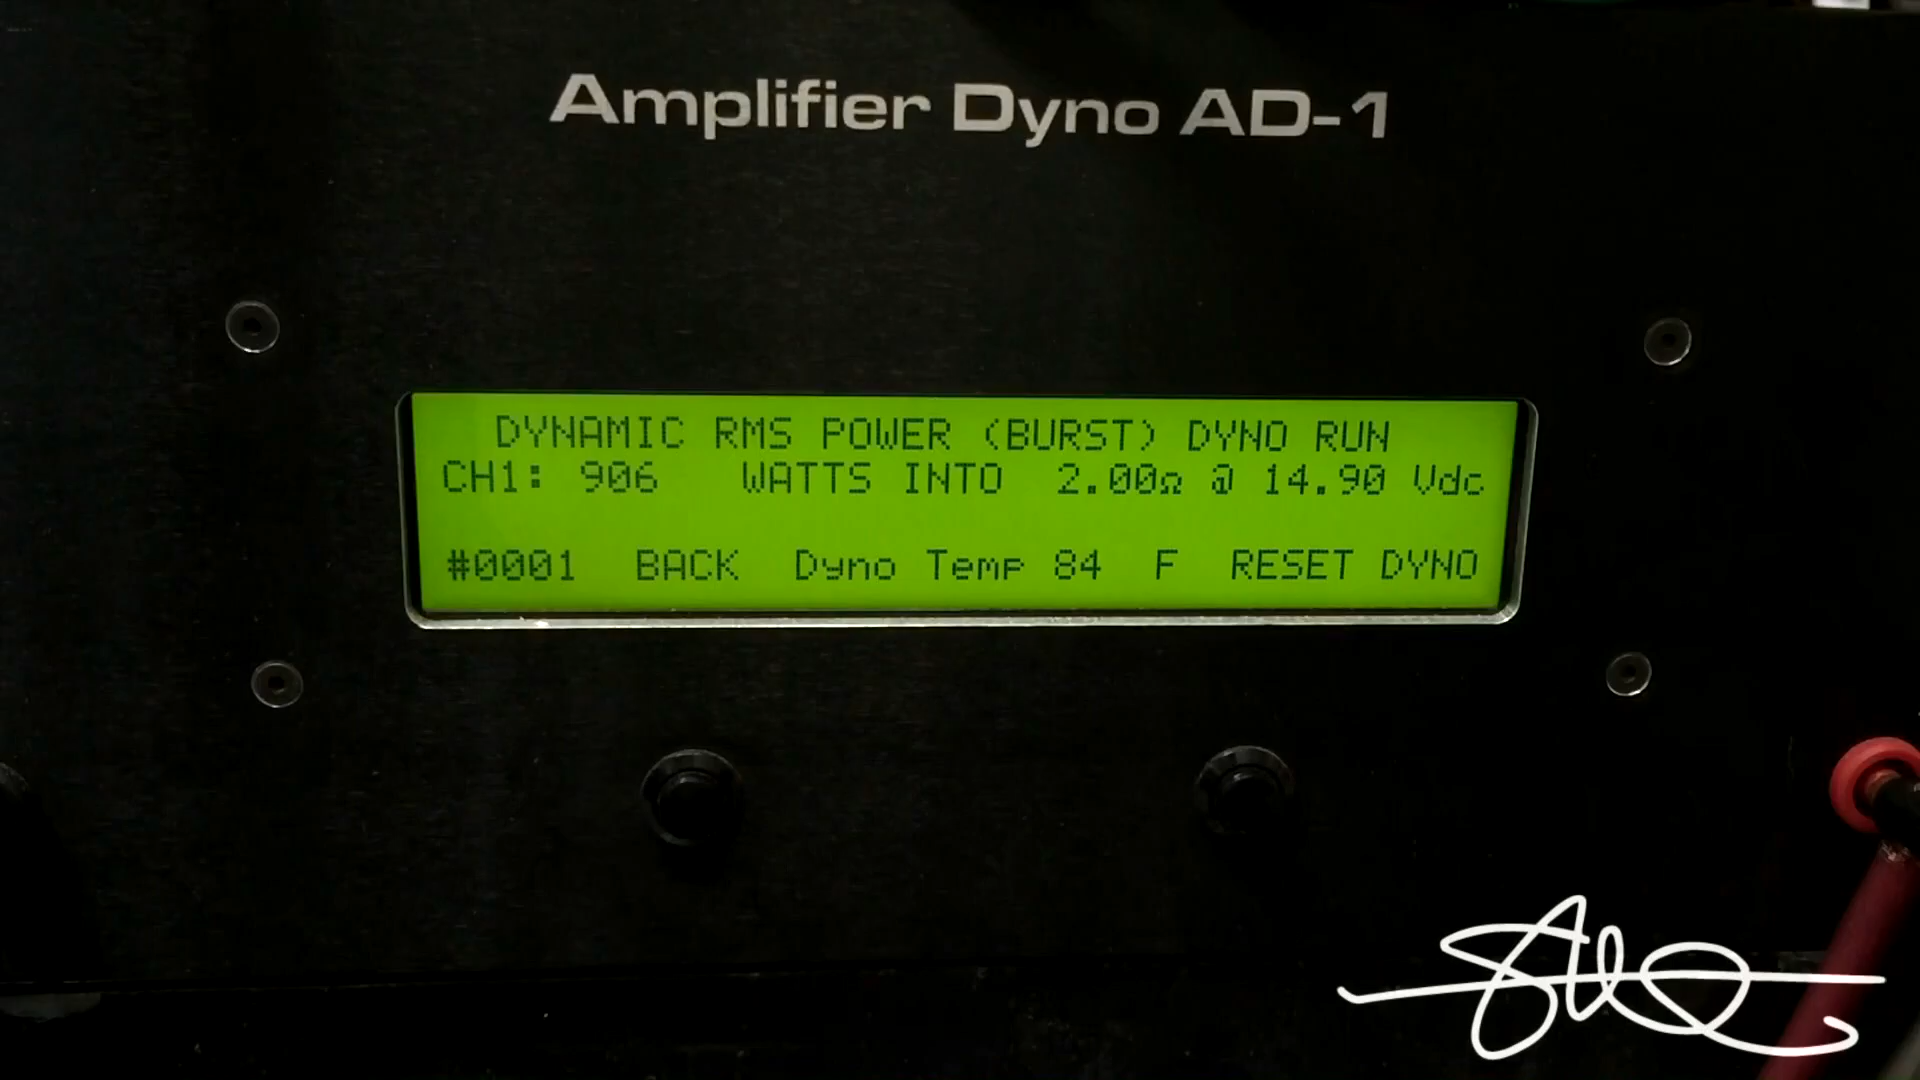 Amplifier Dyno AD-1
DYNAMIC RMS POWER (BURST) DYNO RUN
CH1: 906 WATTS INTO 2.00Ω @ 14.90 Vdc
#0001 BACK Dyno Temp 84 F RESET DYNO